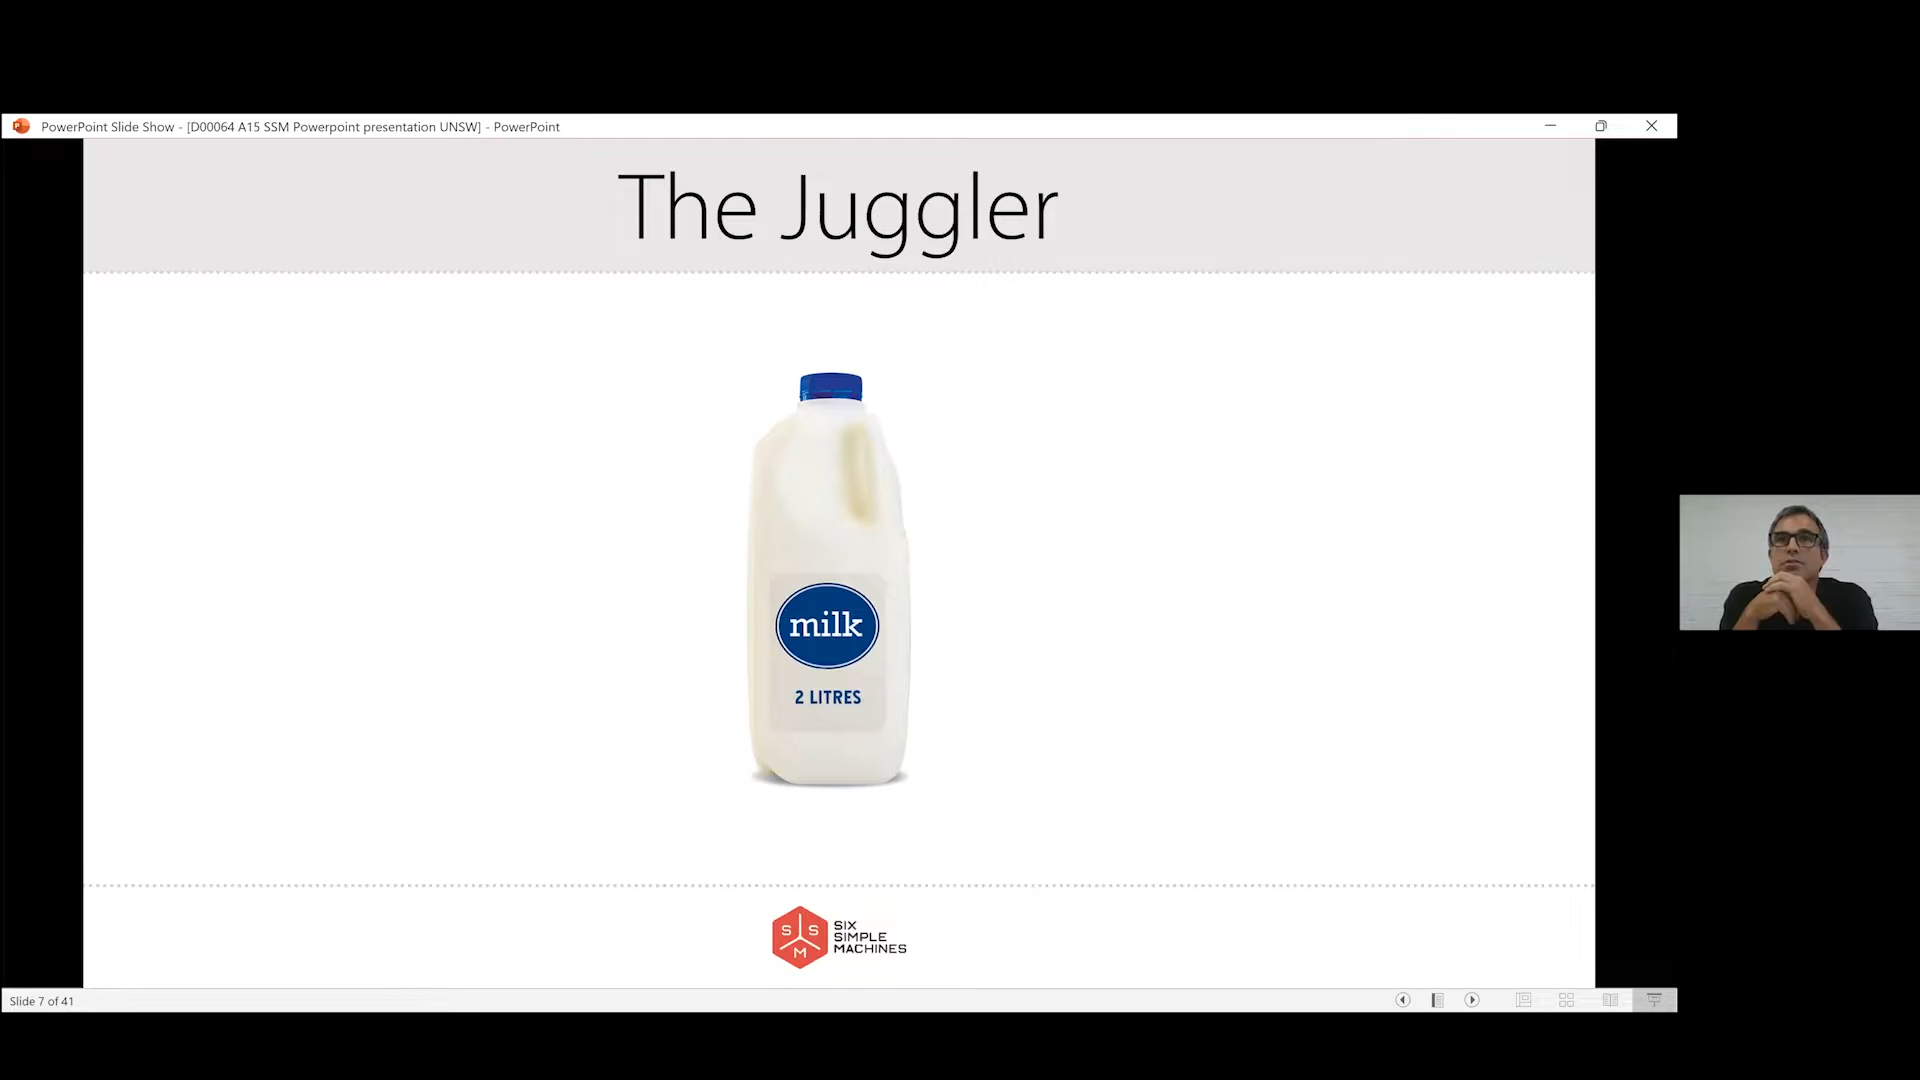 PowerPoint Slide Show - [D00064 A15 SSM Powerpoint presentation UNSW] - PowerPoint
The Juggler
milk
2 LITRES
S S M
SIX
SIMPLE
MACHINES
Slide 7 of 41